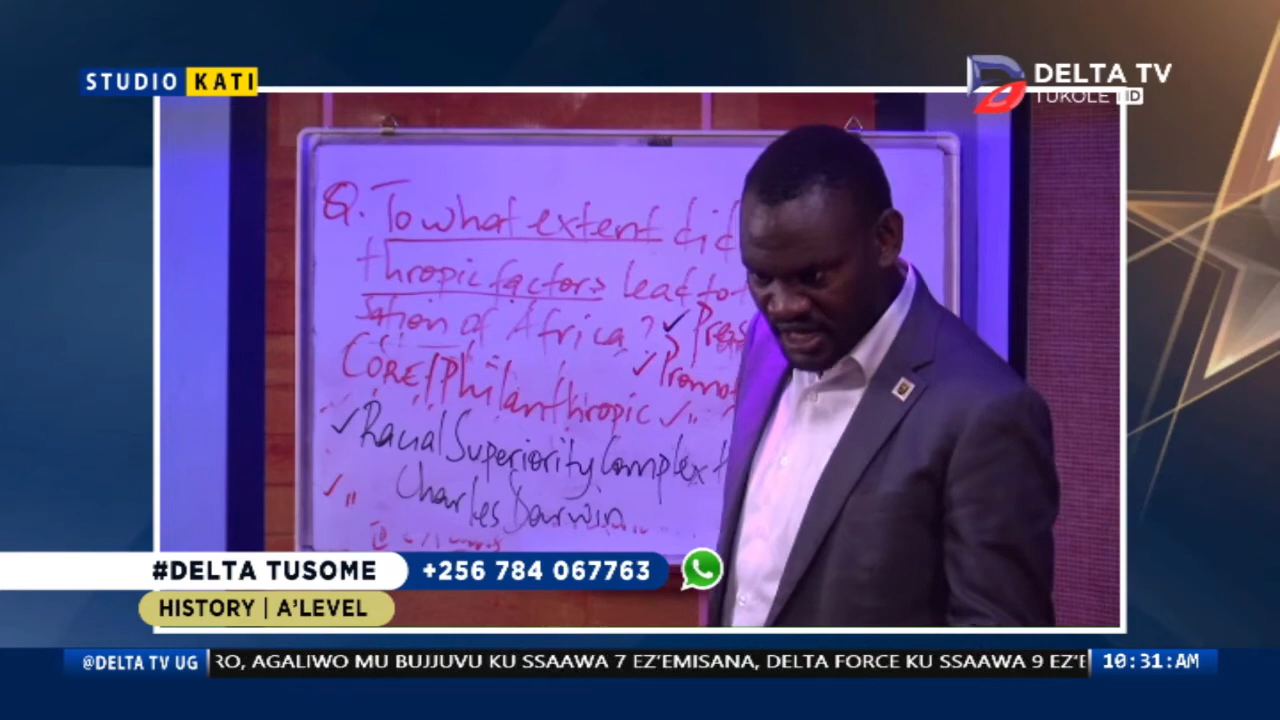 STUDIO KATI
DELTA TV
TUKOLE HD
Q. To what extent did
thropic factors lead to
sation of Africa?
✓ Promot
CORE/Philanthropic ✓ "
✓ Racial Superiority Complex
✓ "
Charles Darwin
#DELTA TUSOME
+256 784 067763
HISTORY | A'LEVEL
@DELTA TV UG
RO, AGALIWO MU BUJJUVU KU SSAAWA 7 EZ'EMISANA, DELTA FORCE KU SSAAWA 9 EZ'E
10:31:AM